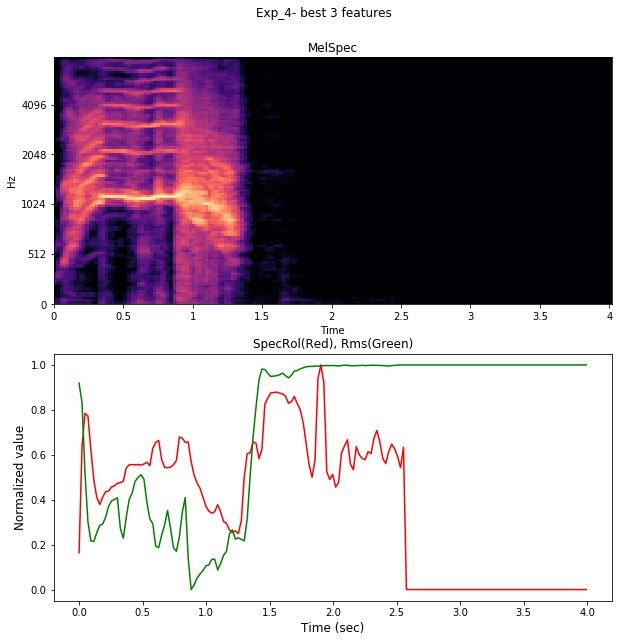 Exp_4- best 3 features
MelSpec
Hz
4096
2048
1024
512
0
0 0.5 1 1.5 2 2.5 3 3.5 4
Time
SpecRol(Red), Rms(Green)
Normalized value
1.0
0.8
0.6
0.4
0.2
0.0
0.0 0.5 1.0 1.5 2.0 2.5 3.0 3.5 4.0
Time (sec)